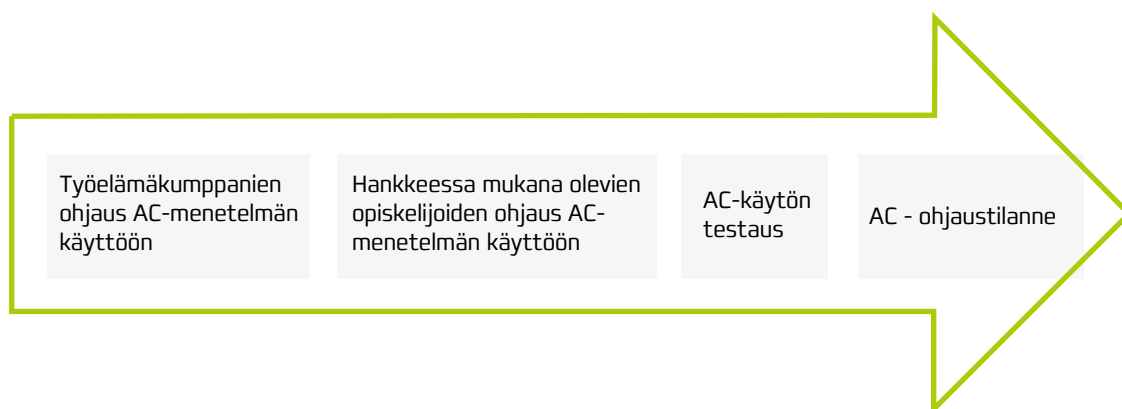 Työelämäkumppanien
ohjaus AC-menetelmän
käyttöön
Hankkeessa mukana olevien
opiskelijoiden ohjaus AC-
menetelmän käyttöön
AC-käytön
testaus
AC - ohjaustilanne